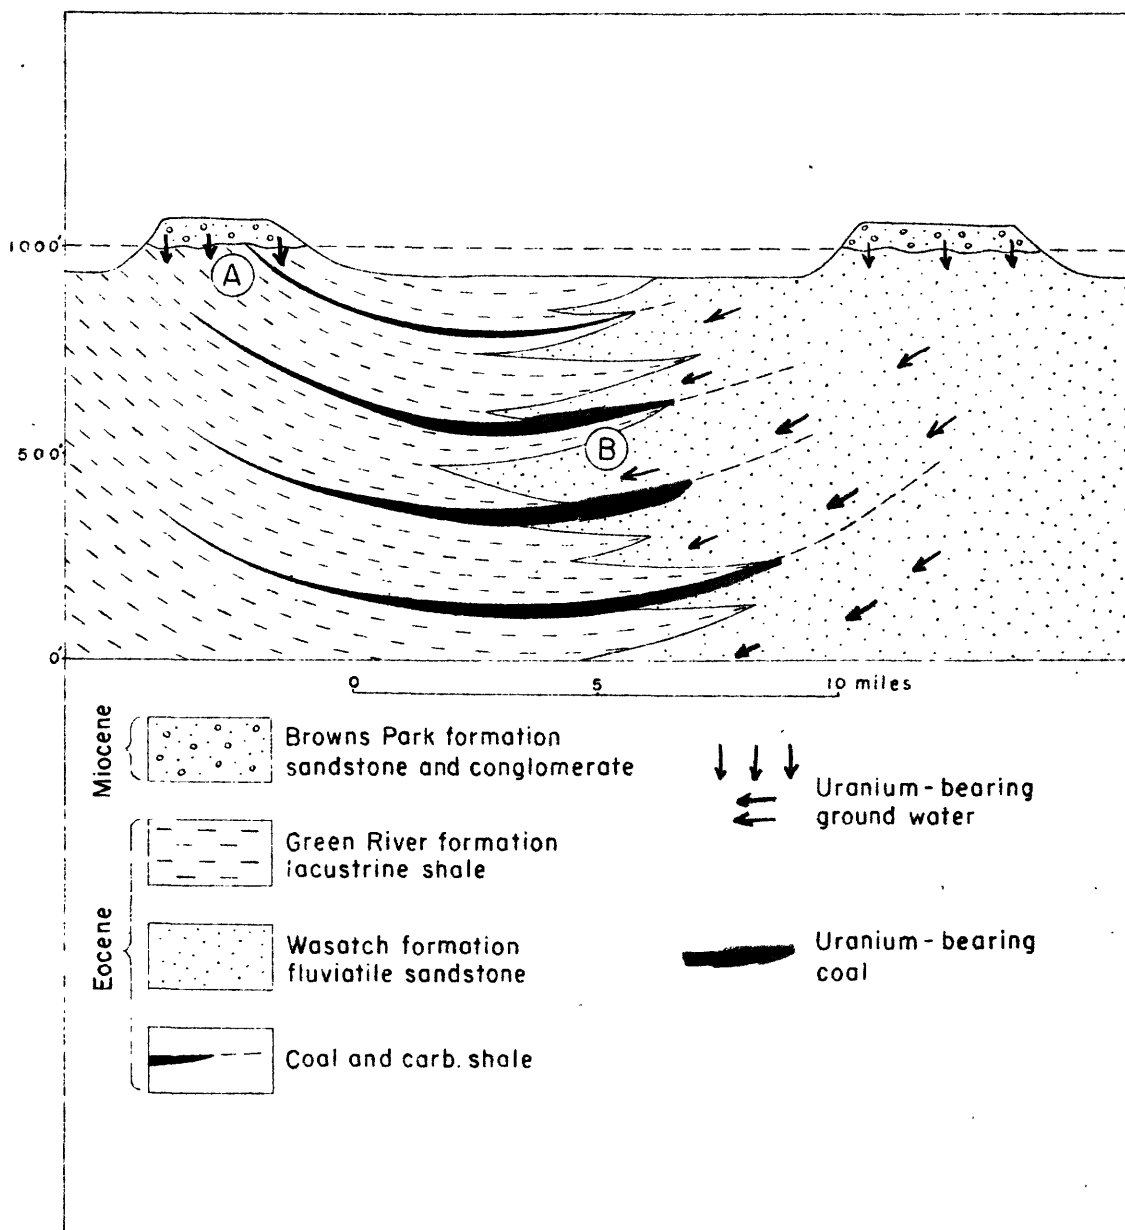 1000'
A
B
500'
0'
0 5 10 miles
Miocene
Browns Park formation
sandstone and conglomerate
Uranium-bearing
ground water
Eocene
Green River formation
lacustrine shale
Wasatch formation
fluviatile sandstone
Uranium-bearing
coal
Coal and carb. shale